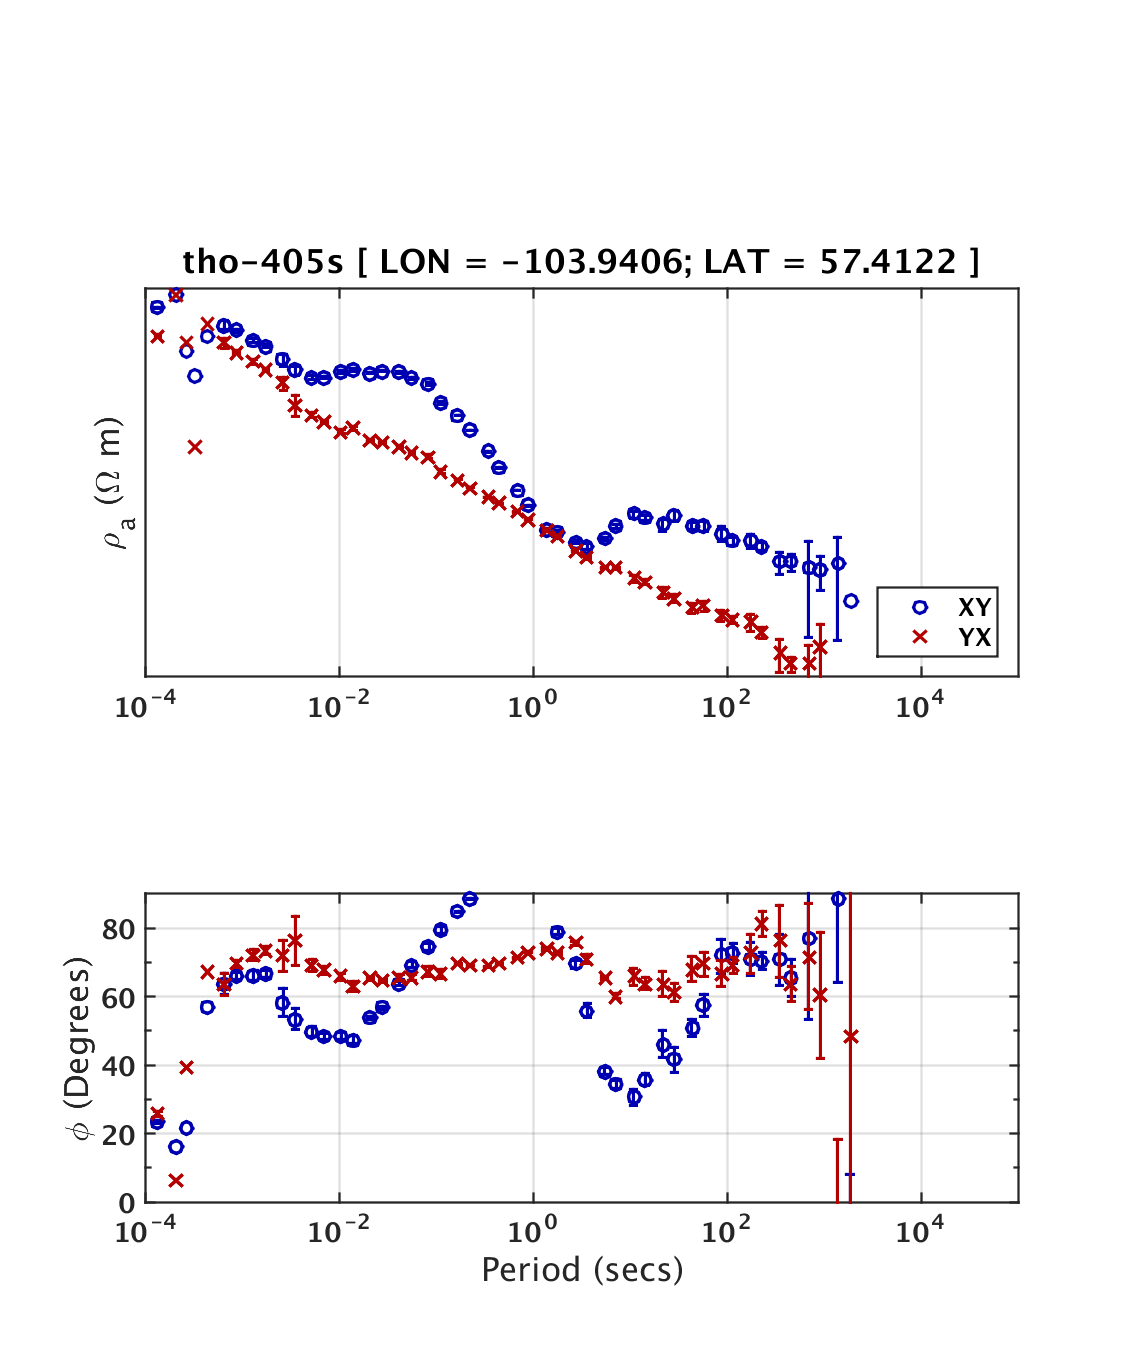 tho-405s [ LON = -103.9406; LAT = 57.4122 ]
ρa (Ω m)
XY
YX
10^-4 10^-2 10^0 10^2 10^4
ϕ (Degrees)
80
60
40
20
0
10^-4 10^-2 10^0 10^2 10^4
Period (secs)